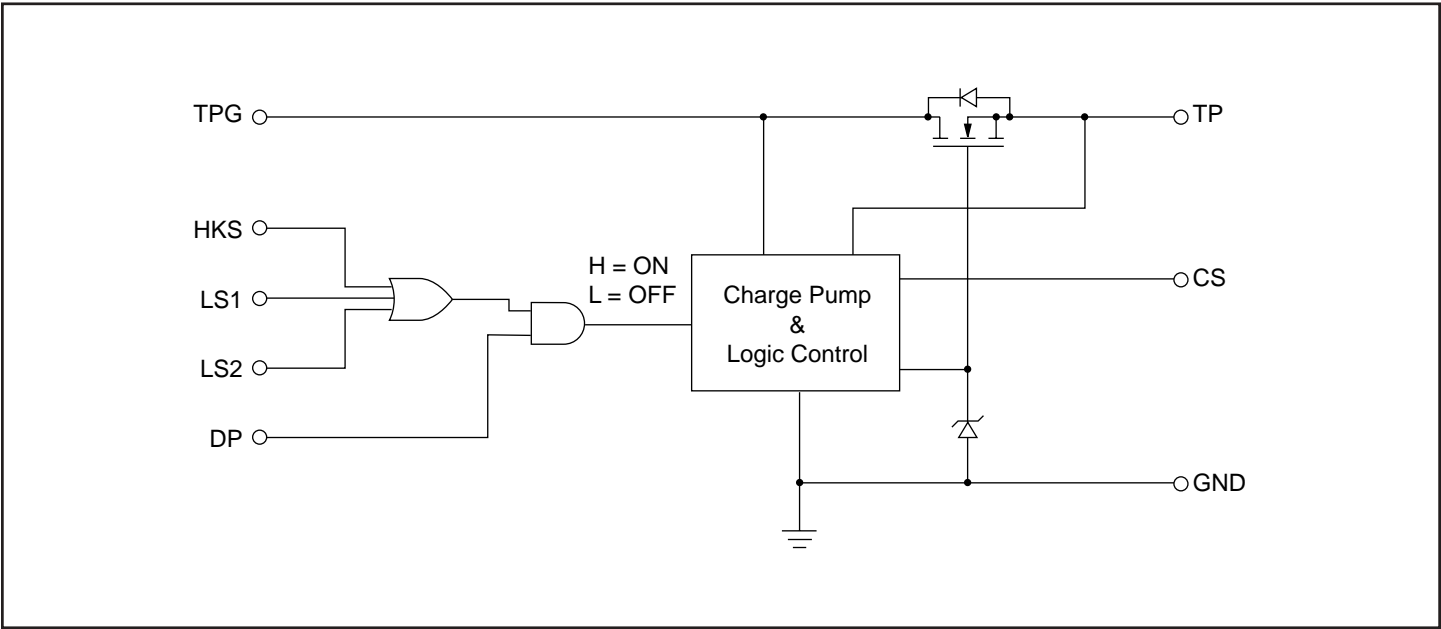 TPG
TP
HKS
LS1
LS2
DP
H = ON
L = OFF
Charge Pump
&
Logic Control
CS
GND